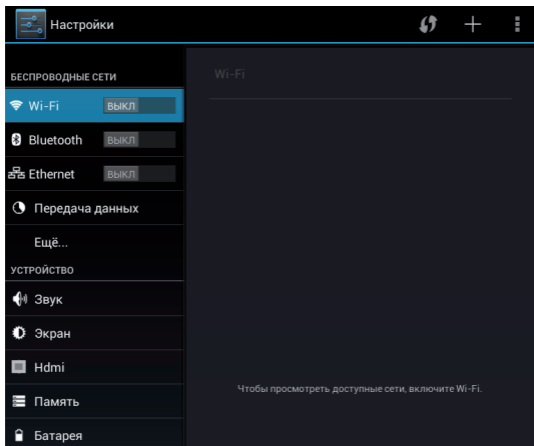 Настройки
БЕСПРОВОДНЫЕ СЕТИ
Wi-Fi
Wi-Fi ВЫКЛ
Bluetooth ВЫКЛ
Ethernet ВЫКЛ
Передача данных
Ещё...
УСТРОЙСТВО
Звук
Экран
Hdmi
Чтобы просмотреть доступные сети, включите Wi-Fi.
Память
Батарея